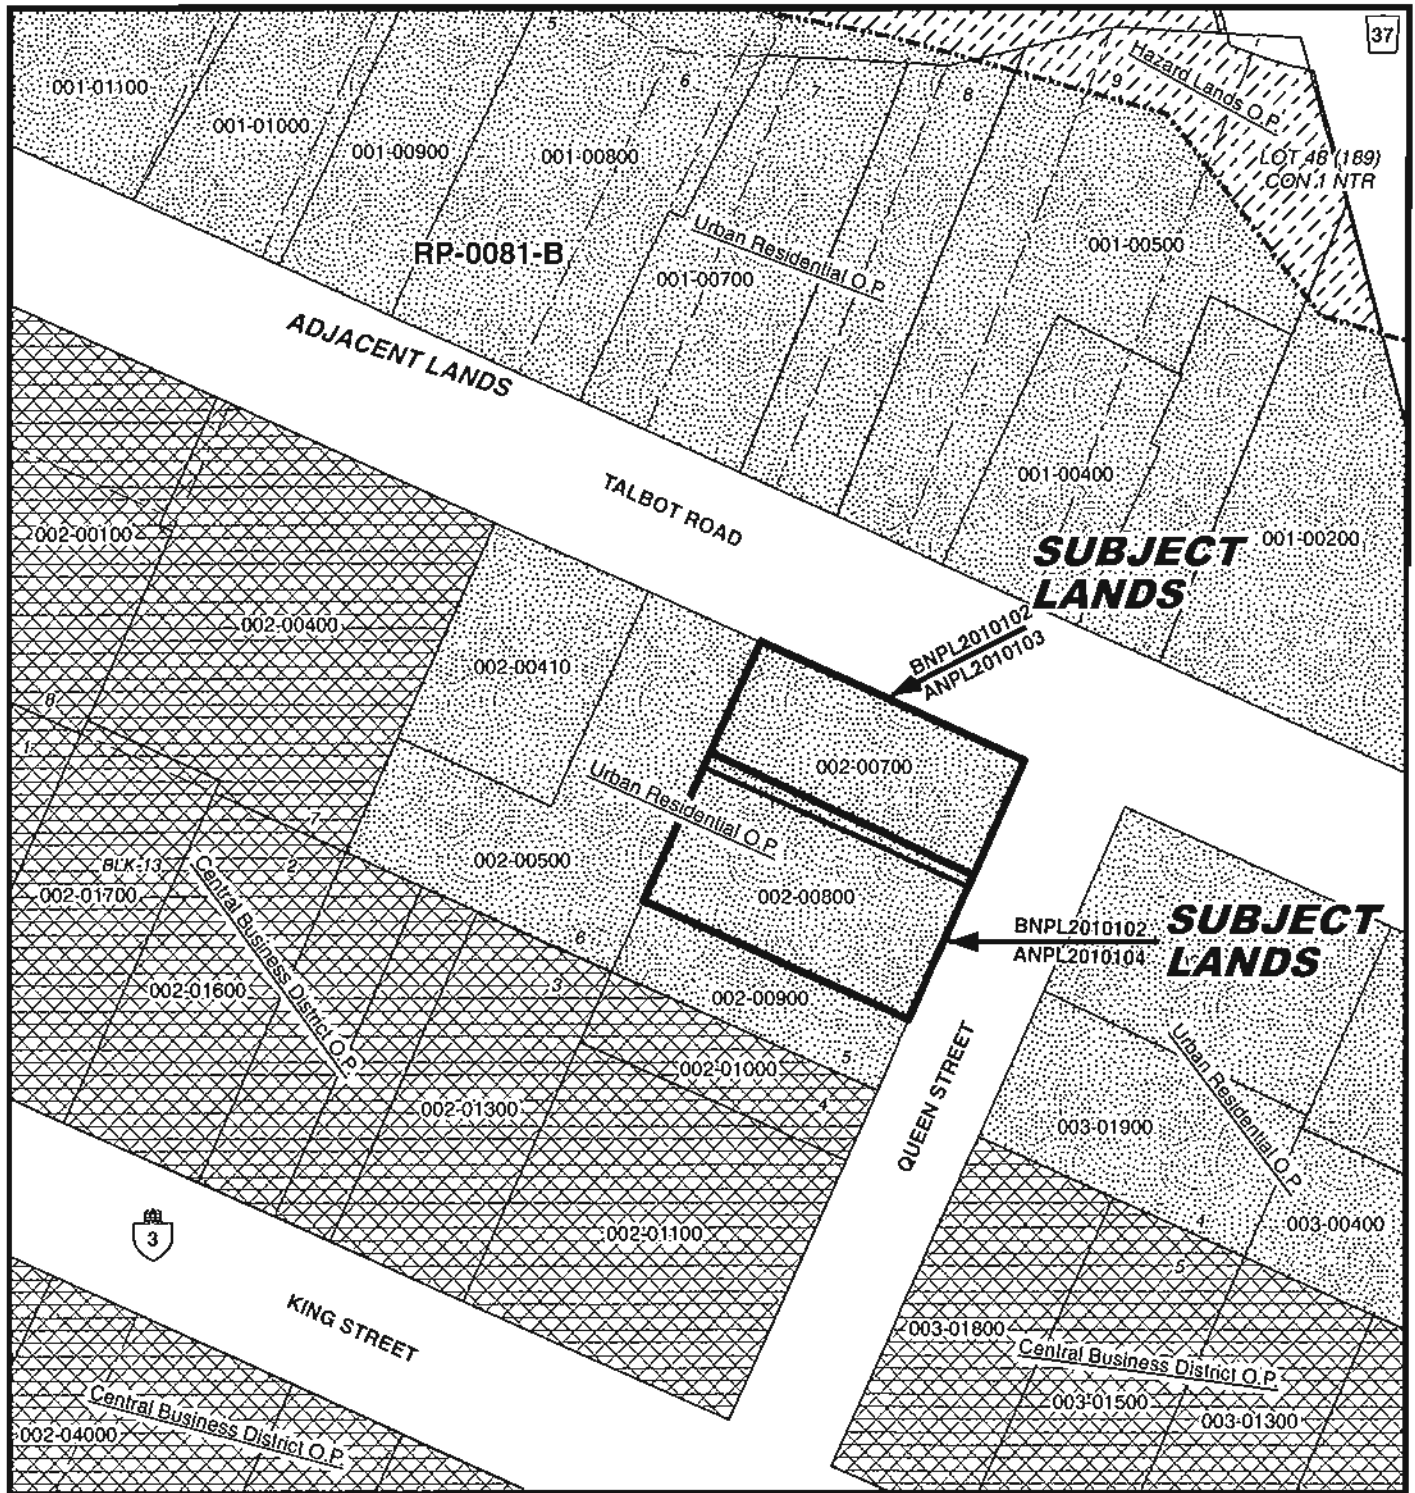 5
37
6
7
8
9
Hazard Lands O.P.
001-01100
001-01000
001-00900
001-00800
LOT 48 (189)
CON 1 NTR
RP-0081-B
Urban Residential O.P.
001-00700
001-00500
ADJACENT LANDS
TALBOT ROAD
001-00400
001-00200
002-00100
SUBJECT
LANDS
BNPL2010102
ANPL2010103
002-00400
002-00410
8
1
002-00700
Urban Residential O.P.
7
2
BLK-13
002-01700
Central Business District O.P.
002-00500
002-00800
6
3
SUBJECT
LANDS
BNPL2010102
ANPL2010104
002-01600
002-00900
5
002-01000
4
002-01300
QUEEN STREET
Urban Residential O.P.
003-01900
003-00400
4
5
3
002-01100
KING STREET
003-01800
Central Business District O.P.
003-01500
003-01300
Central Business District O.P.
002-04000